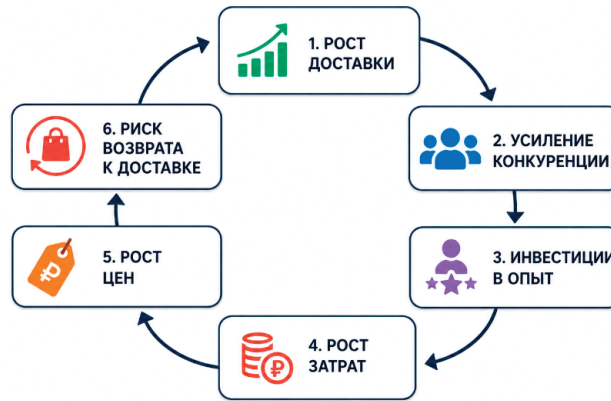 1. РОСТ
ДОСТАВКИ
2. УСИЛЕНИЕ
КОНКУРЕНЦИИ
3. ИНВЕСТИЦИИ
В ОПЫТ
4. РОСТ
ЗАТРАТ
5. РОСТ
ЦЕН
6. РИСК
ВОЗВРАТА
К ДОСТАВКЕ